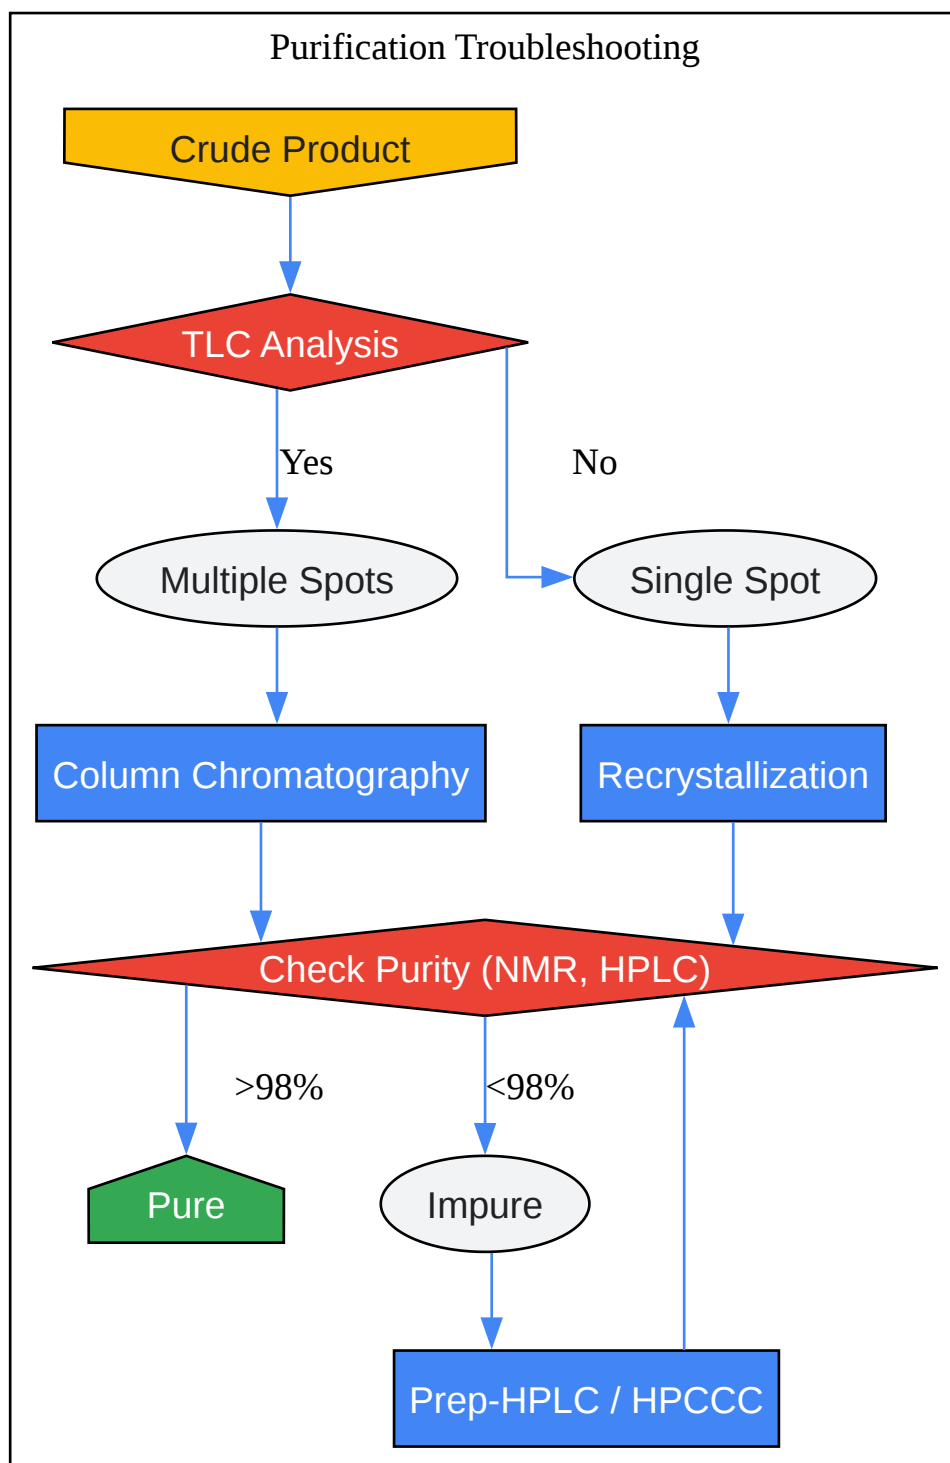 Purification Troubleshooting
Crude Product
TLC Analysis
Yes
No
Multiple Spots
Single Spot
Column Chromatography
Recrystallization
Check Purity (NMR, HPLC)
>98%
<98%
Pure
Impure
Prep-HPLC / HPCCC